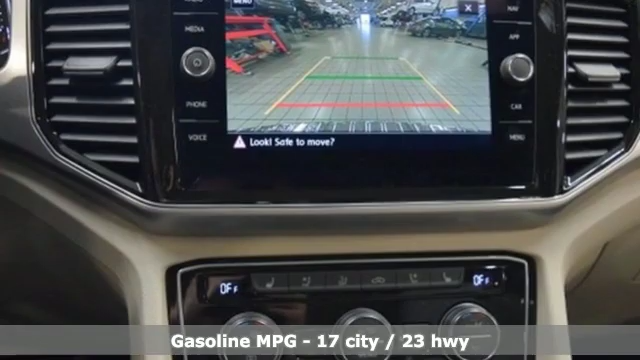 MENU
X
MEDIA
NAV
APP
PHONE
CAR
VOICE
MENU
Look! Safe to move?
OFF
OFF
Gasoline MPG - 17 city / 23 hwy